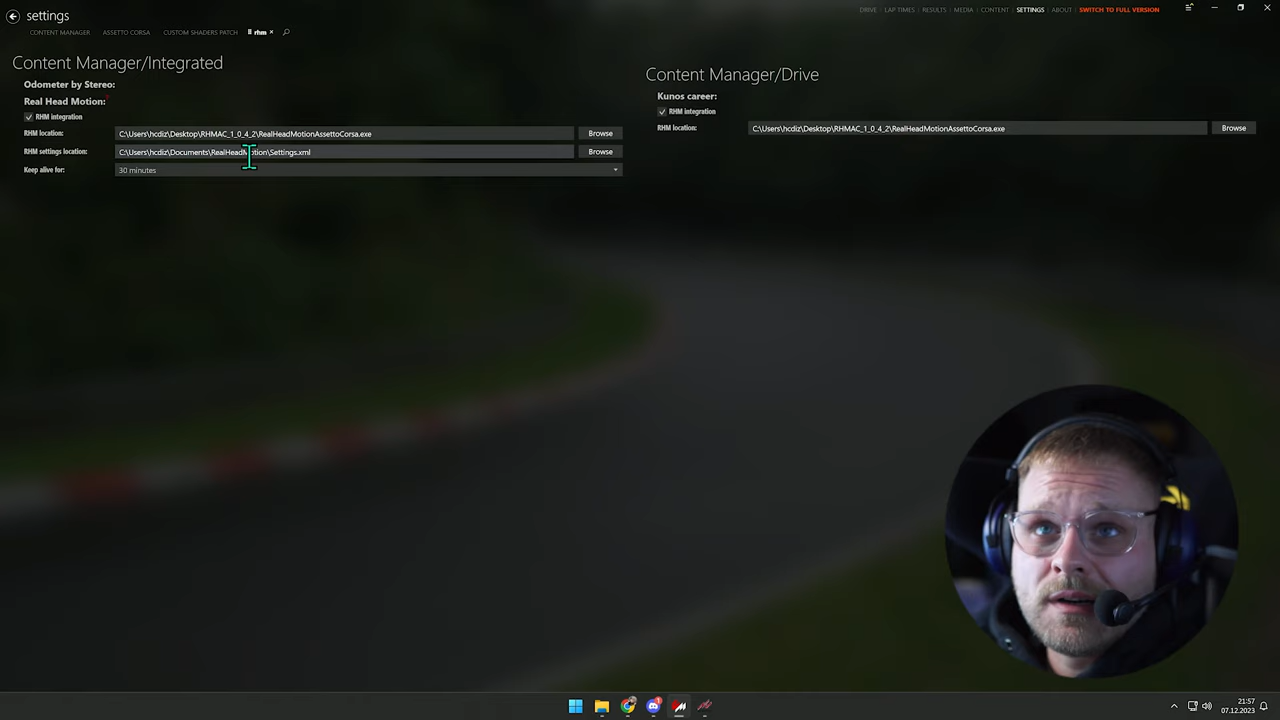 settings
DRIVE LAP TIMES RESULTS MEDIA CONTENT SETTINGS ABOUT SWITCH TO FULL VERSION
CONTENT MANAGER ASSETTO CORSA CUSTOM SHADERS PATCH rhm
Content Manager/Integrated
Odometer by Stereo:
Real Head Motion:
RHM integration
RHM location: C:\Users\hcdiz\Desktop\RHMAC_1_0_4_2\RealHeadMotionAssettoCorsa.exe Browse
RHM settings location: C:\Users\hcdiz\Documents\RealHeadMotion\Settings.xml Browse
Keep alive for: 30 minutes
Content Manager/Drive
Kunos career:
RHM integration
RHM location: C:\Users\hcdiz\Desktop\RHMAC_1_0_4_2\RealHeadMotionAssettoCorsa.exe Browse
21:57
07.12.2023